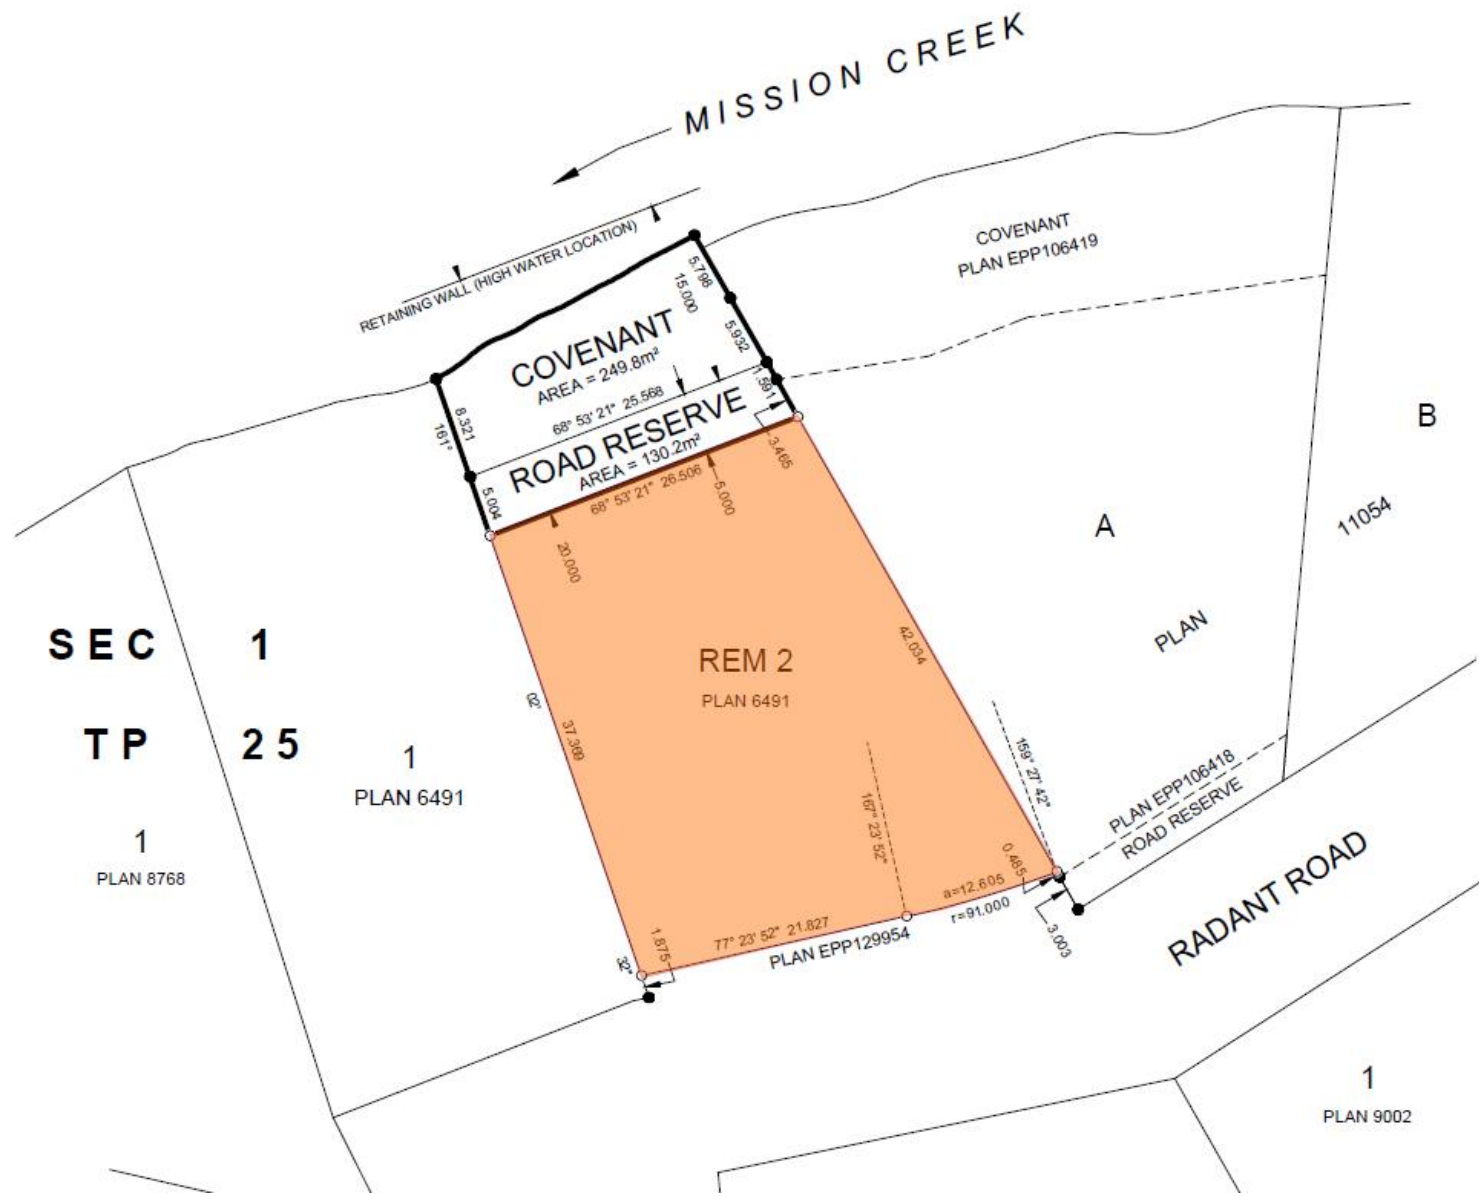 MISSION CREEK
RETAINING WALL (HIGH WATER LOCATION)
COVENANT
PLAN EPP106419
5.798
15.000
5.932
COVENANT
AREA = 249.8m²
1.591
8.321
161°
68° 53' 21" 25.568
ROAD RESERVE
AREA = 130.2m²
3.465
5.004
68° 53' 21" 26.506
5.000
20.000
B
11054
A
PLAN
SEC 1
TP 25
REM 2
PLAN 6491
42.034
02'
37.369
1
PLAN 6491
1
PLAN 8768
159° 27' 42"
167° 23' 52"
PLAN EPP106418
ROAD RESERVE
0.485
a=12.605
r=91.000
3.003
77° 23' 52" 21.827
PLAN EPP129954
1.875
32"
RADANT ROAD
1
PLAN 9002